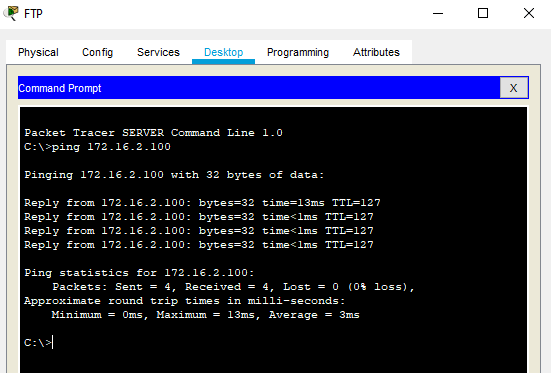 FTP
Physical Config Services Desktop Programming Attributes
Command Prompt X
Packet Tracer SERVER Command Line 1.0
C:\>ping 172.16.2.100
Pinging 172.16.2.100 with 32 bytes of data:
Reply from 172.16.2.100: bytes=32 time=13ms TTL=127
Reply from 172.16.2.100: bytes=32 time<1ms TTL=127
Reply from 172.16.2.100: bytes=32 time<1ms TTL=127
Reply from 172.16.2.100: bytes=32 time<1ms TTL=127
Ping statistics for 172.16.2.100:
Packets: Sent = 4, Received = 4, Lost = 0 (0% loss),
Approximate round trip times in milli-seconds:
Minimum = 0ms, Maximum = 13ms, Average = 3ms
C:\>